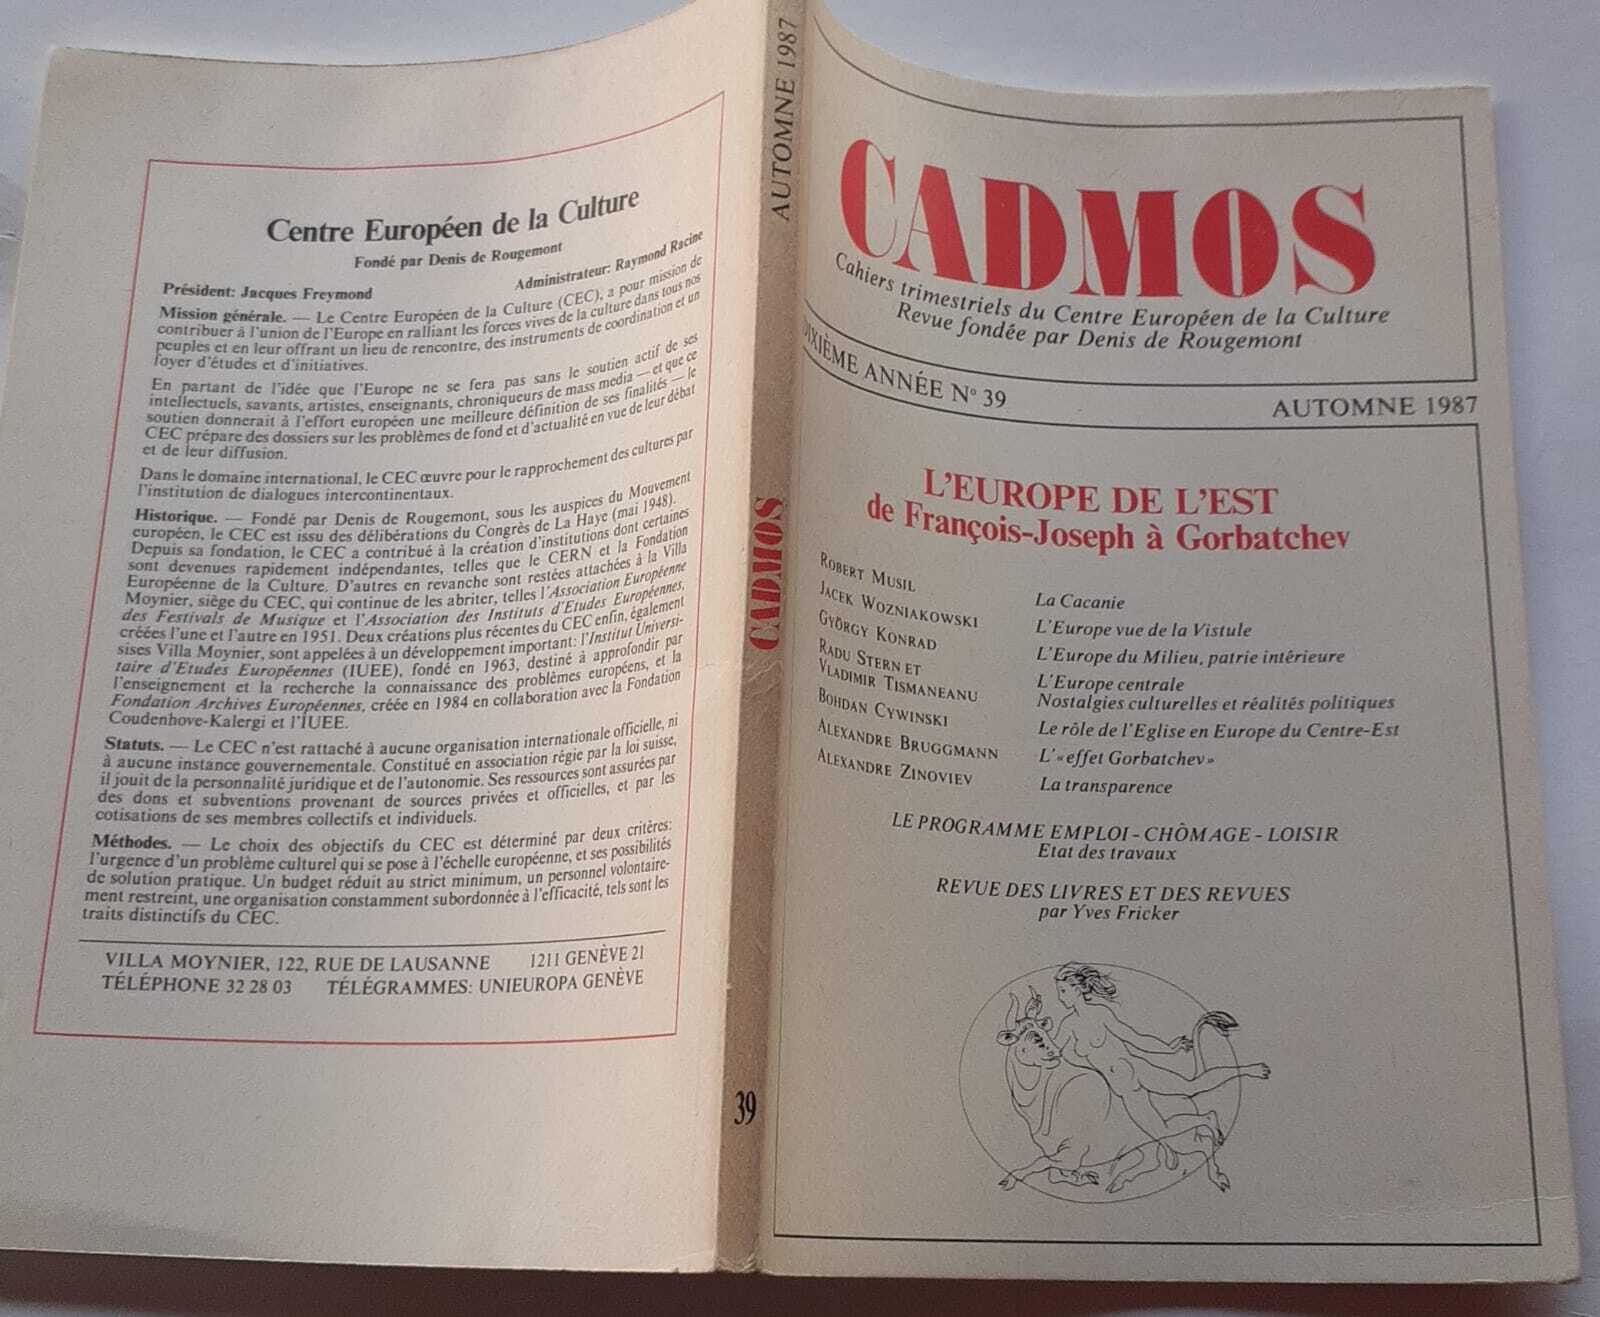 Centre Européen de la Culture
Fondé par Denis de Rougemont
Président: Jacques Freymond Administrateur: Raymond Racine
Mission générale. — Le Centre Européen de la Culture (CEC), a pour mission de
contribuer à l'union de l'Europe en ralliant les forces vives de la culture dans tous nos
peuples et en leur offrant un lieu de rencontre, des instruments de coordination et un
foyer d'études et d'initiatives.
En partant de l'idée que l'Europe ne se fera pas sans le soutien actif de ses
intellectuels, savants, artistes, enseignants, chroniqueurs de mass media — et que ce
soutien donnerait à l'effort européen une meilleure définition de ses finalités — le
CEC prépare des dossiers sur les problèmes de fond et d'actualité en vue de leur débat
et de leur diffusion.
Dans le domaine international, le CEC œuvre pour le rapprochement des cultures par
l'institution de dialogues intercontinentaux.
Historique. — Fondé par Denis de Rougemont, sous les auspices du Mouvement
européen, le CEC est issu des délibérations du Congrès de La Haye (mai 1948).
Depuis sa fondation, le CEC a contribué à la création d'institutions dont certaines
sont devenues rapidement indépendantes, telles que le CERN et la Fondation
Européenne de la Culture. D'autres en revanche sont restées attachées à la Villa
Moynier, siège du CEC, qui continue de les abriter, telles l'Association Européenne
des Festivals de Musique et l'Association des Instituts d'Etudes Européennes,
créées l'une et l'autre en 1951. Deux créations plus récentes du CEC enfin, également
sises Villa Moynier, sont appelées à un développement important: l'Institut Universi-
taire d'Etudes Européennes (IUEE), fondé en 1963, destiné à approfondir par
l'enseignement et la recherche la connaissance des problèmes européens, et la
Fondation Archives Européennes, créée en 1984 en collaboration avec la Fondation
Coudenhove-Kalergi et l'IUEE.
Statuts. — Le CEC n'est rattaché à aucune organisation internationale officielle, ni
à aucune instance gouvernementale. Constitué en association régie par la loi suisse,
il jouit de la personnalité juridique et de l'autonomie. Ses ressources sont assurées par
des dons et subventions provenant de sources privées et officielles, et par les
cotisations de ses membres collectifs et individuels.
Méthodes. — Le choix des objectifs du CEC est déterminé par deux critères:
l'urgence d'un problème culturel qui se pose à l'échelle européenne, et ses possibilités
de solution pratique. Un budget réduit au strict minimum, un personnel volontaire-
ment restreint, une organisation constamment subordonnée à l'efficacité, tels sont les
traits distinctifs du CEC.
VILLA MOYNIER, 122, RUE DE LAUSANNE 1211 GENÈVE 21
TÉLÉPHONE 32 28 03 TÉLÉGRAMMES: UNIEUROPA GENÈVE
AUTOMNE 1987
CADMOS
39
CADMOS
Cahiers trimestriels du Centre Européen de la Culture
Revue fondée par Denis de Rougemont
DIXIÈME ANNÉE N° 39 AUTOMNE 1987
L'EUROPE DE L'EST
de François-Joseph à Gorbatchev
ROBERT MUSIL La Cacanie
JACEK WOZNIAKOWSKI L'Europe vue de la Vistule
GYÖRGY KONRAD L'Europe du Milieu, patrie intérieure
RADU STERN ET L'Europe centrale
VLADIMIR TISMANEANU Nostalgies culturelles et réalités politiques
BOHDAN CYWINSKI Le rôle de l'Eglise en Europe du Centre-Est
ALEXANDRE BRUGGMANN L'«effet Gorbatchev»
ALEXANDRE ZINOVIEV La transparence
LE PROGRAMME EMPLOI - CHÔMAGE - LOISIR
Etat des travaux
REVUE DES LIVRES ET DES REVUES
par Yves Fricker